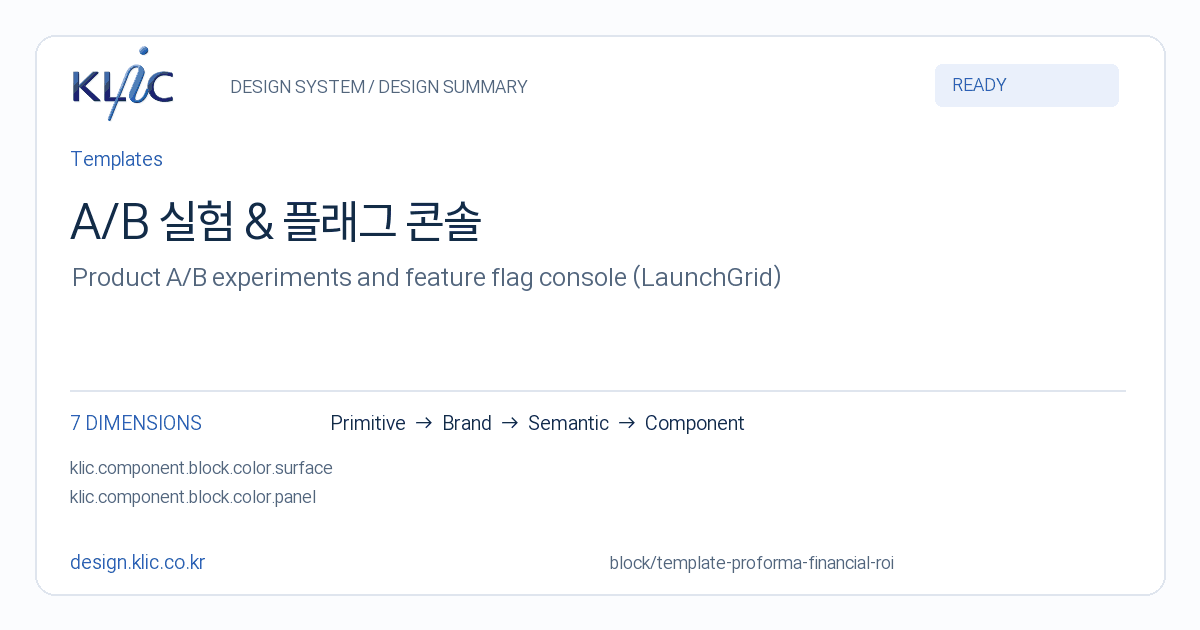 KLiC
DESIGN SYSTEM / DESIGN SUMMARY
READY
Templates
A/B 실험 & 플래그 콘솔
Product A/B experiments and feature flag console (LaunchGrid)
7 DIMENSIONS
Primitive → Brand → Semantic → Component
klic.component.block.color.surface
klic.component.block.color.panel
design.klic.co.kr
block/template-proforma-financial-roi